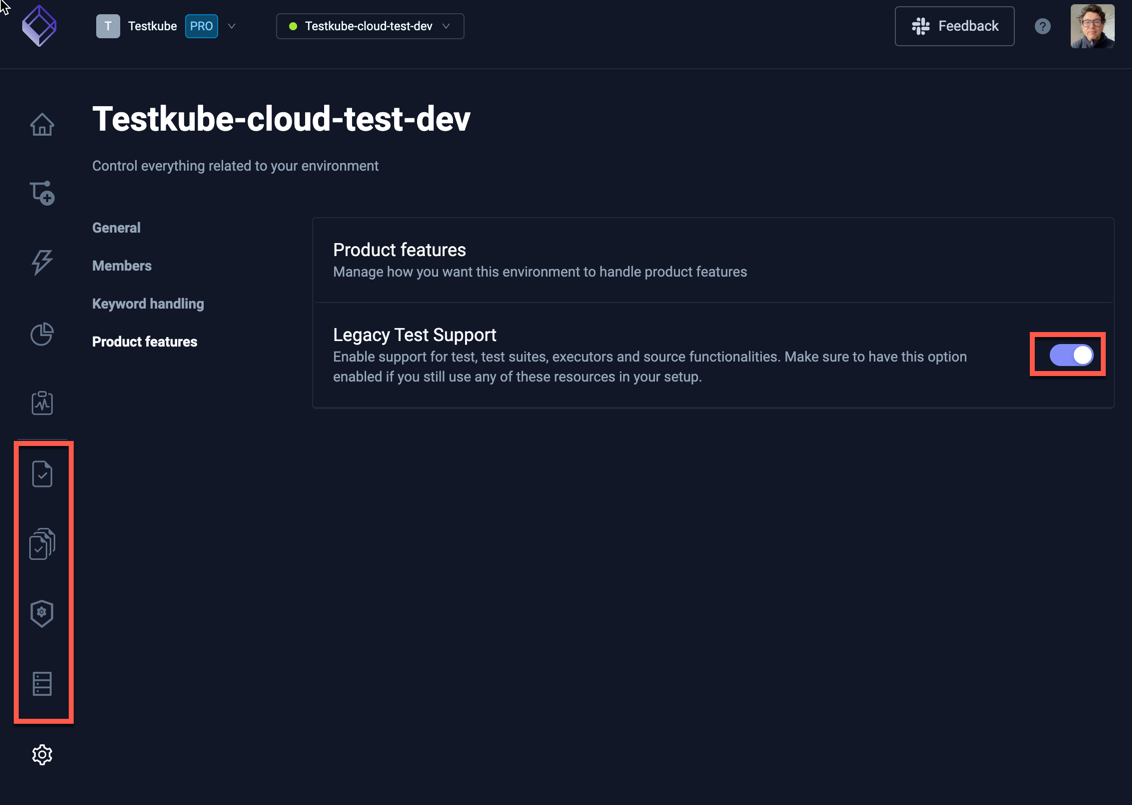 T Testkube PRO Testkube-cloud-test-dev Feedback ?
Testkube-cloud-test-dev
Control everything related to your environment
General
Members
Keyword handling
Product features
Product features
Manage how you want this environment to handle product features
Legacy Test Support
Enable support for test, test suites, executors and source functionalities. Make sure to have this option
enabled if you still use any of these resources in your setup.